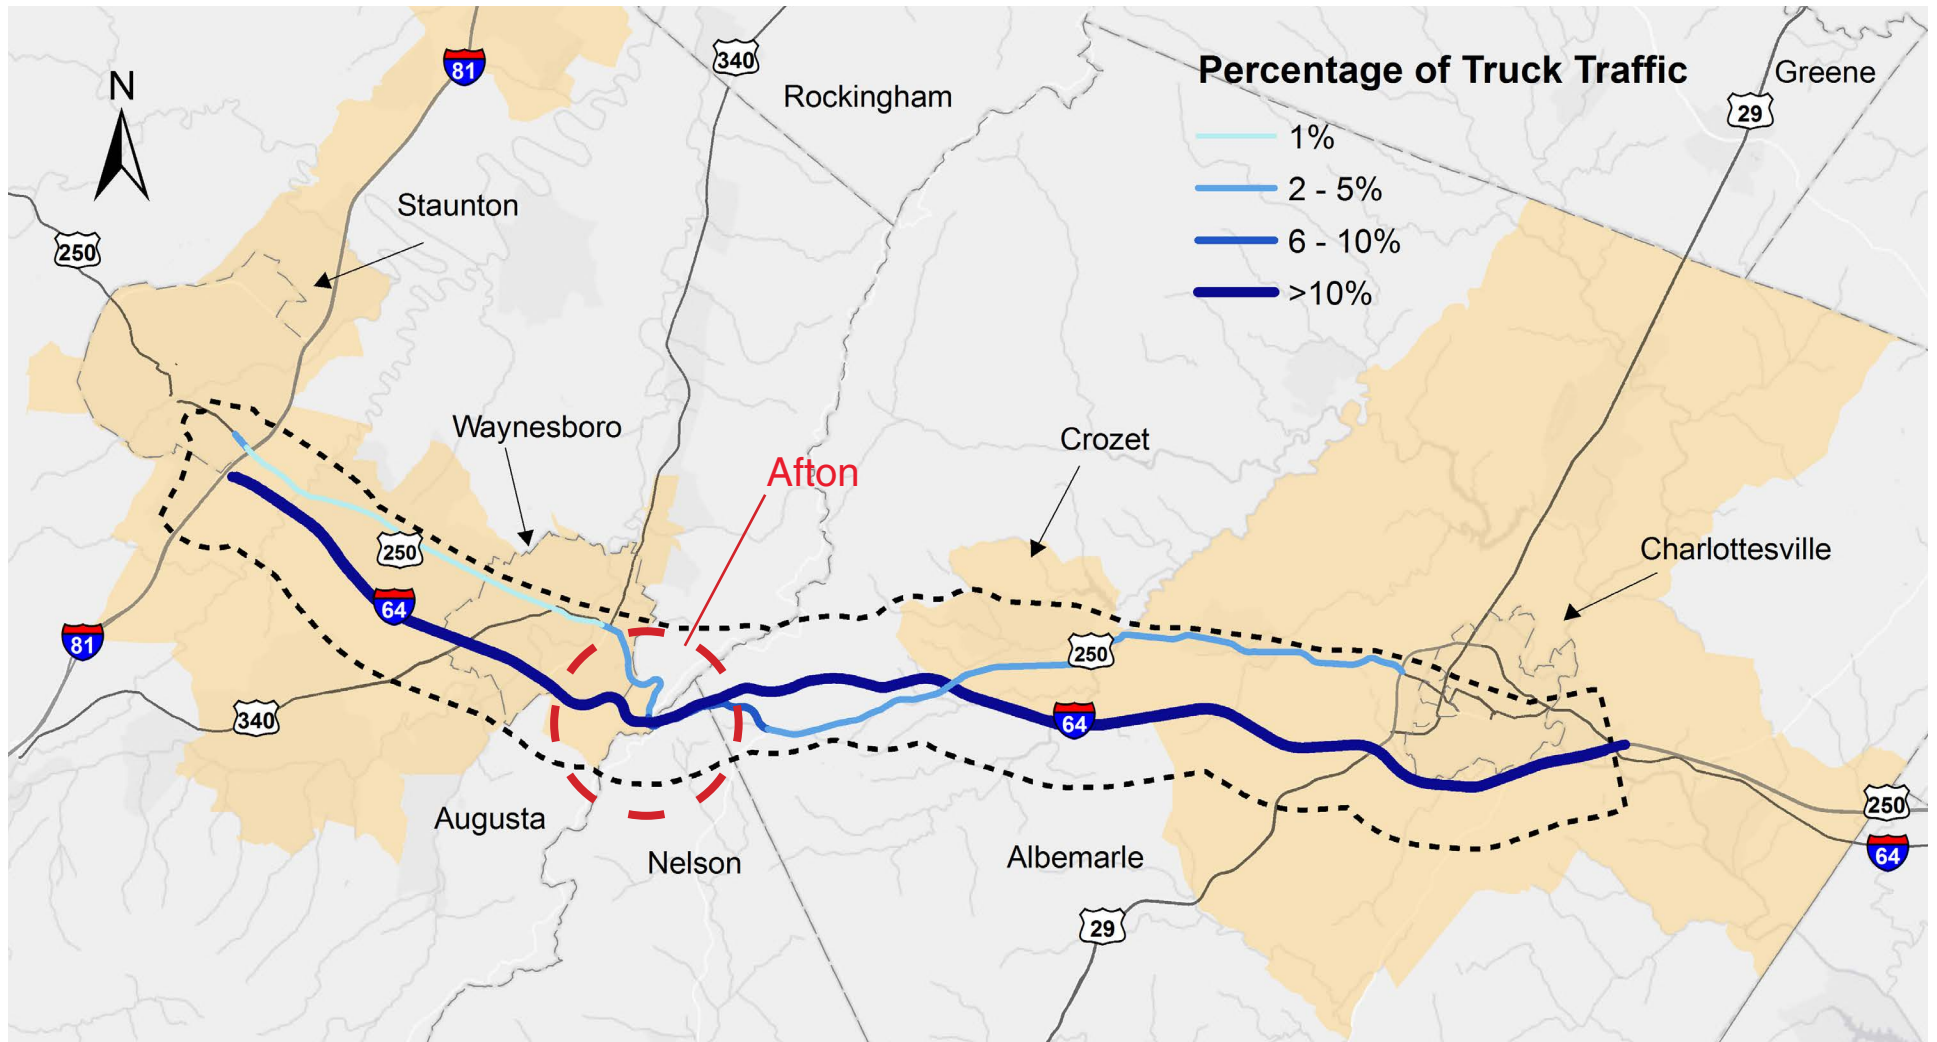 81
340
Percentage of Truck Traffic
Greene
N
Rockingham
29
1%
Staunton
2 - 5%
250
6 - 10%
>10%
Waynesboro
Crozet
Afton
250
Charlottesville
64
81
250
340
64
Augusta
250
Nelson
Albemarle
64
29